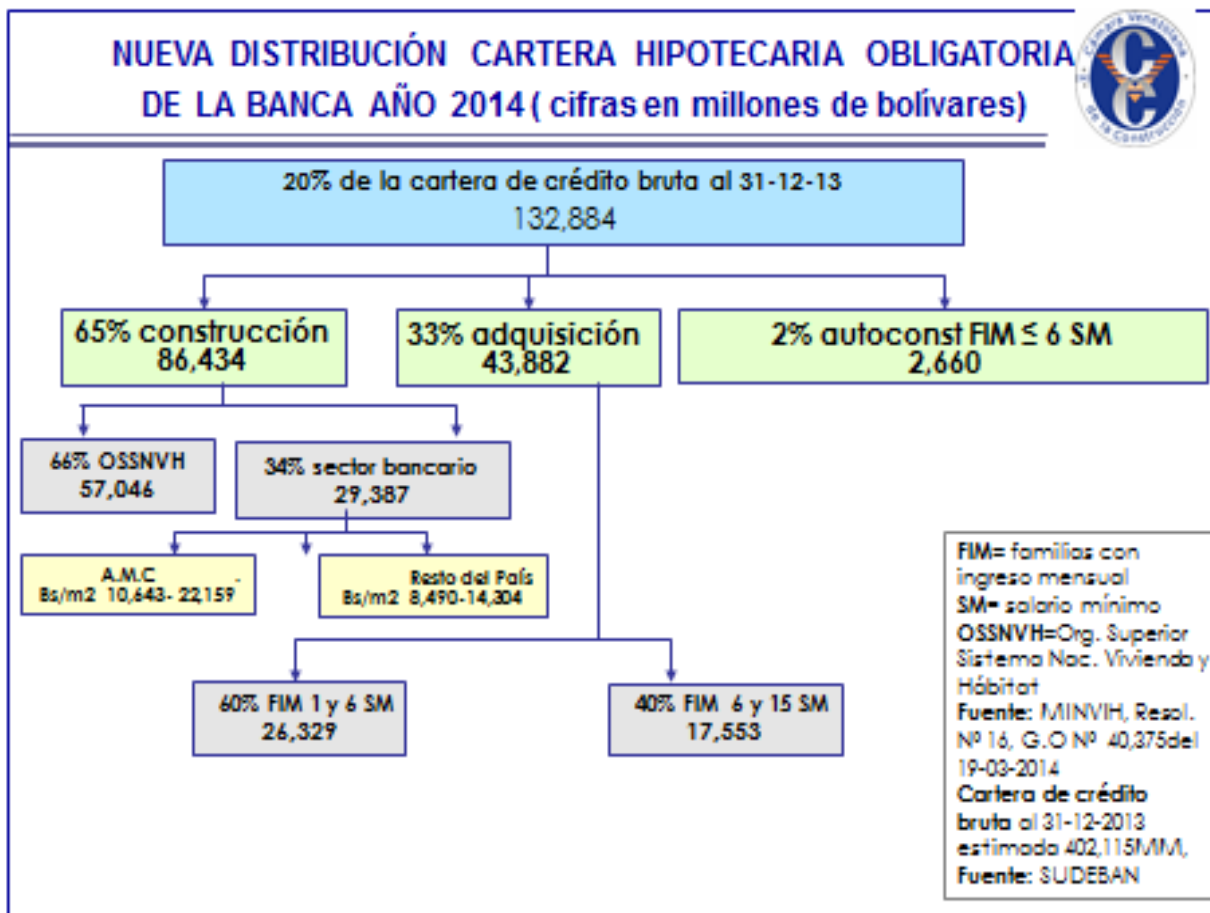 NUEVA DISTRIBUCIÓN CARTERA HIPOTECARIA OBLIGATORIA
DE LA BANCA AÑO 2014 ( cifras en millones de bolívares)
Cámara Venezolana
de la Construcción
20% de la cartera de crédito bruta al 31-12-13
132,884
65% construcción
86,434
33% adquisición
43,882
2% autoconst FIM ≤ 6 SM
2,660
66% OSSNVH
57,046
34% sector bancario
29,387
A.M.C .
Bs/m2 10,643- 22,159
Resto del País
Bs/m2 8,490-14,304
60% FIM 1 y 6 SM
26,329
40% FIM 6 y 15 SM
17,553
FIM= familias con
ingreso mensual
SM= salario mínimo
OSSNVH=Org. Superior
Sistema Nac. Vivienda y
Hábitat
Fuente: MINVIH, Resol.
Nº 16, G.O Nº 40,375del
19-03-2014
Cartera de crédito
bruta al 31-12-2013
estimada 402,115MM,
Fuente: SUDEBAN